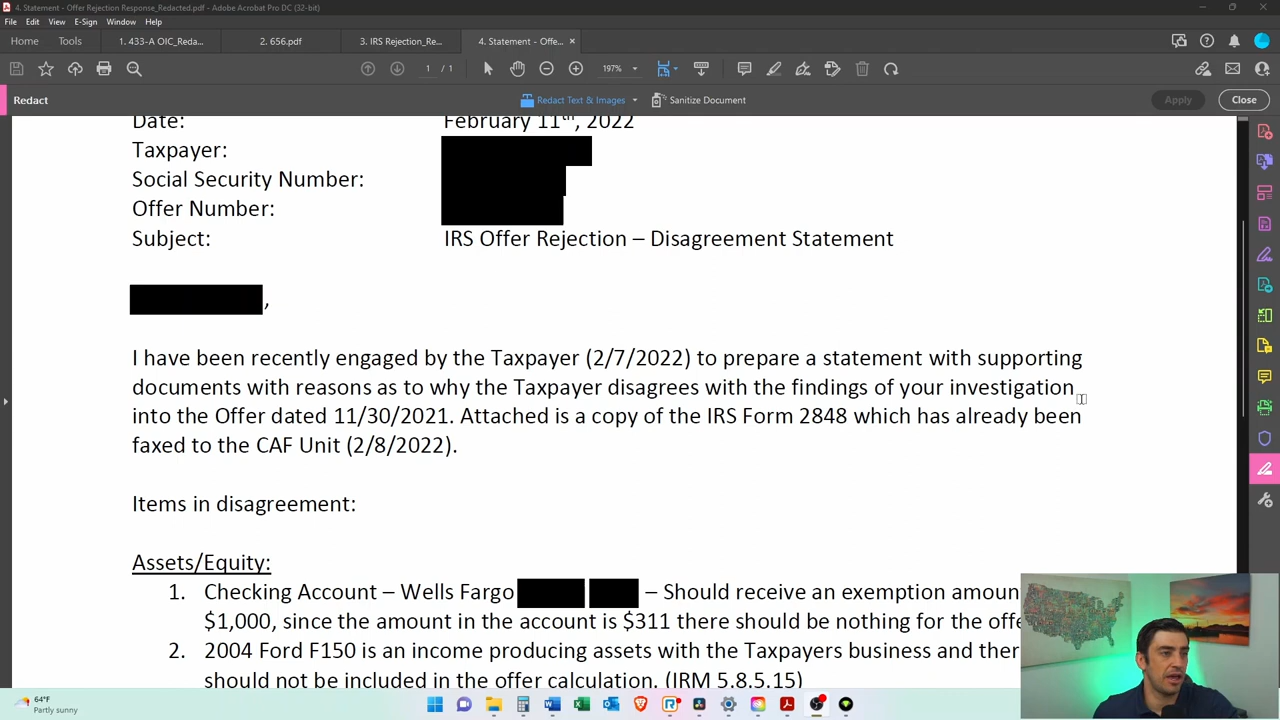 4. Statement - Offer Rejection Response_Redacted.pdf - Adobe Acrobat Pro DC (32-bit)
File Edit View E-Sign Window Help
Home Tools 1. 433-A OIC_Reda... 2. 656.pdf 3. IRS Rejection_Re... 4. Statement - Offe... ×
1 / 1 197%
Redact Redact Text & Images Sanitize Document Apply Close
Date: February 11th, 2022
Taxpayer:
Social Security Number:
Offer Number:
Subject: IRS Offer Rejection – Disagreement Statement
,
I have been recently engaged by the Taxpayer (2/7/2022) to prepare a statement with supporting
documents with reasons as to why the Taxpayer disagrees with the findings of your investigation
into the Offer dated 11/30/2021. Attached is a copy of the IRS Form 2848 which has already been
faxed to the CAF Unit (2/8/2022).
Items in disagreement:
Assets/Equity:
1. Checking Account – Wells Fargo – Should receive an exemption amoun
$1,000, since the amount in the account is $311 there should be nothing for the offe
2. 2004 Ford F150 is an income producing assets with the Taxpayers business and ther
should not be included in the offer calculation. (IRM 5.8.5.15)
64°F
Partly sunny